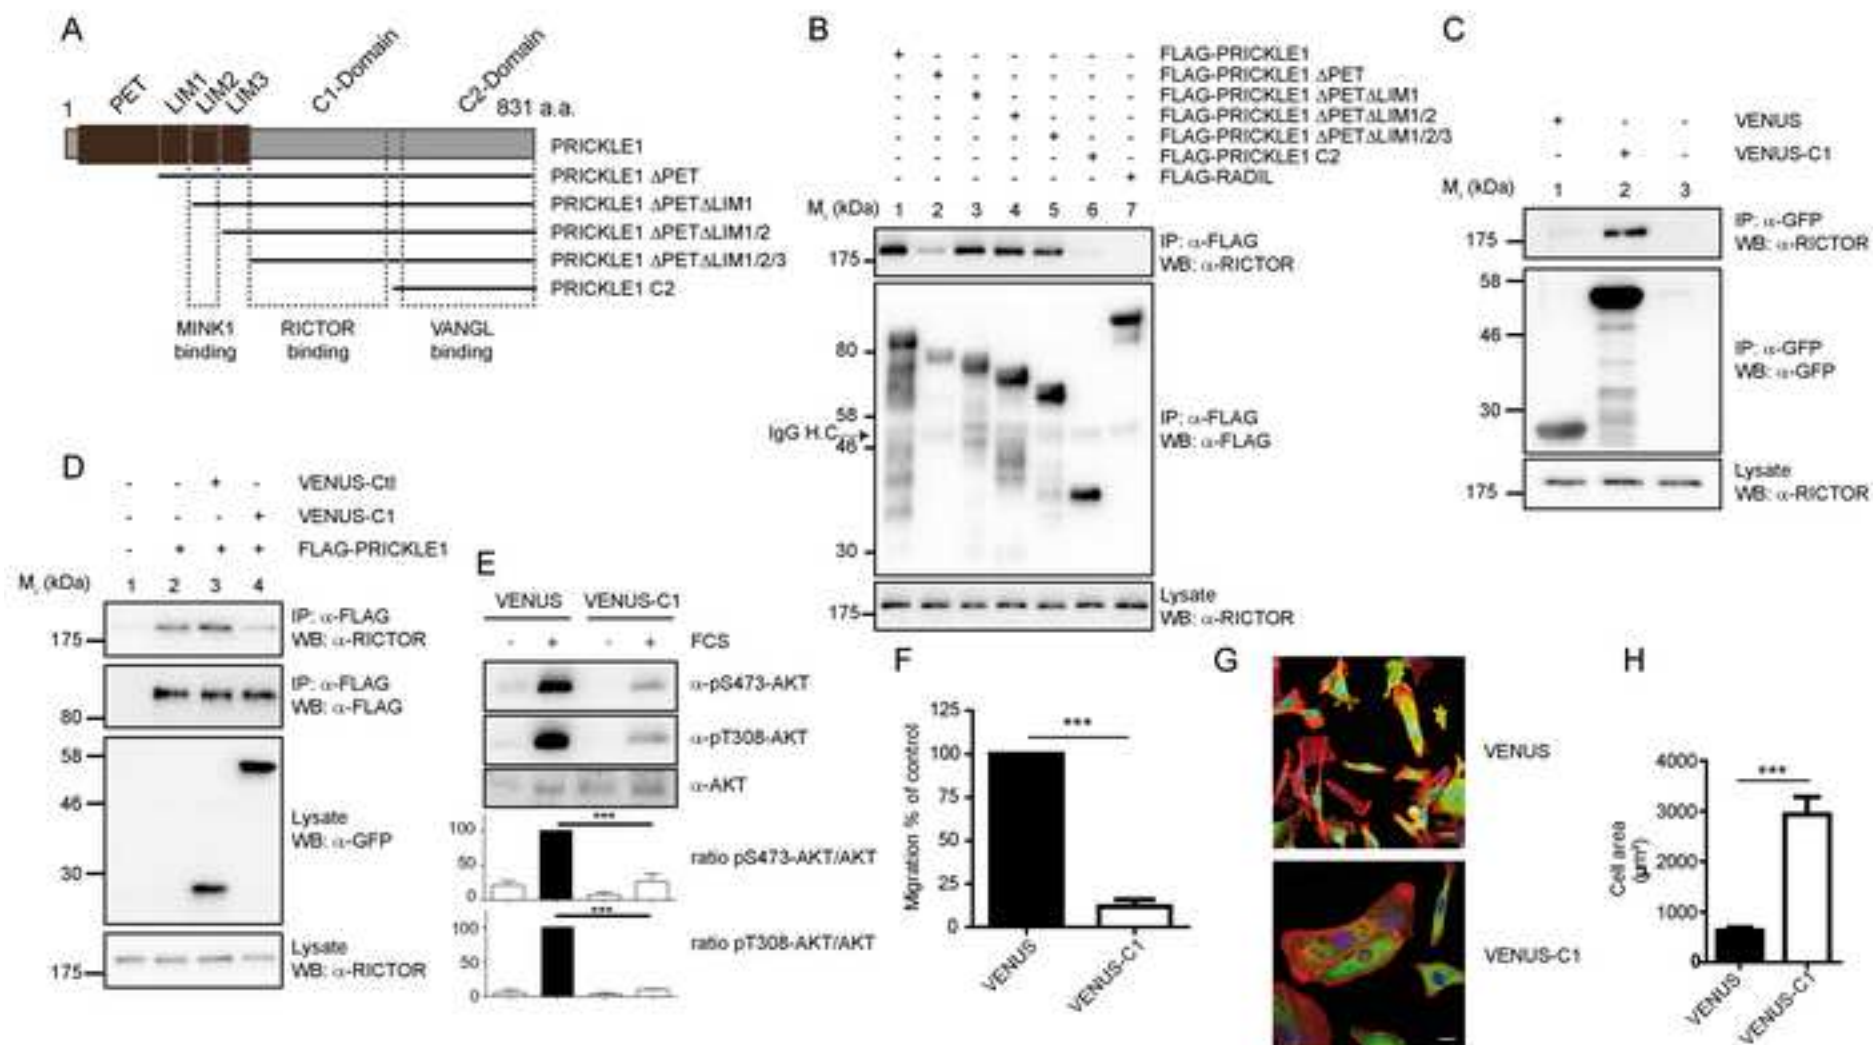 A
PET
LIM1
LIM2
LIM3
C1-Domain
C2-Domain
1
831 a.a.
PRICKLE1
PRICKLE1 ΔPET
PRICKLE1 ΔPETΔLIM1
PRICKLE1 ΔPETΔLIM1/2
PRICKLE1 ΔPETΔLIM1/2/3
PRICKLE1 C2
MINK1 binding
RICTOR binding
VANGL binding
B
+ - - - - - - FLAG-PRICKLE1
- + - - - - - FLAG-PRICKLE1 ΔPET
- - + - - - - FLAG-PRICKLE1 ΔPETΔLIM1
- - - + - - - FLAG-PRICKLE1 ΔPETΔLIM1/2
- - - - + - - FLAG-PRICKLE1 ΔPETΔLIM1/2/3
- - - - - + - FLAG-PRICKLE1 C2
- - - - - - + FLAG-RADIL
Mr (kDa) 1 2 3 4 5 6 7
175
IP: α-FLAG
WB: α-RICTOR
80
58
IgG H.C.
46
30
IP: α-FLAG
WB: α-FLAG
175
Lysate
WB: α-RICTOR
C
+ - - VENUS
- + - VENUS-C1
Mr (kDa) 1 2 3
175
IP: α-GFP
WB: α-RICTOR
58
46
30
IP: α-GFP
WB: α-GFP
175
Lysate
WB: α-RICTOR
D
- - + - VENUS-Ctl
- - - + VENUS-C1
- + + + FLAG-PRICKLE1
Mr (kDa) 1 2 3 4
175
IP: α-FLAG
WB: α-RICTOR
80
IP: α-FLAG
WB: α-FLAG
58
46
30
Lysate
WB: α-GFP
175
Lysate
WB: α-RICTOR
E
VENUS VENUS-C1
- + - + FCS
α-pS473-AKT
α-pT308-AKT
α-AKT
100
50
0
***
ratio pS473-AKT/AKT
100
50
0
***
ratio pT308-AKT/AKT
F
Migration % of control
125
100
75
50
25
0
***
VENUS
VENUS-C1
G
VENUS
VENUS-C1
H
Cell area
(μm²)
4000
3000
2000
1000
0
***
VENUS
VENUS-C1